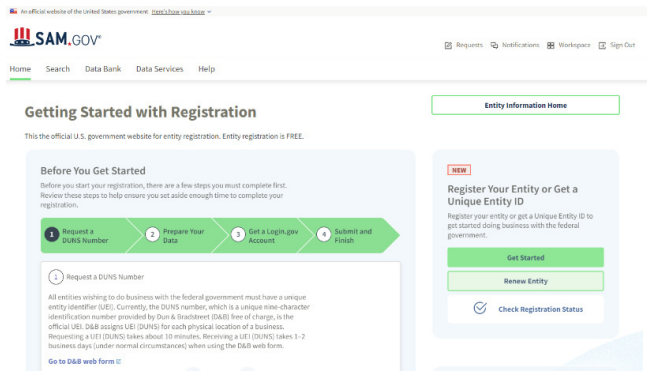 An official website of the United States government Here's how you know
SAM.GOV®
Requests Notifications Workspace Sign Out
Home Search Data Bank Data Services Help
Getting Started with Registration
Entity Information Home
This the official U.S. government website for entity registration. Entity registration is FREE.
Before You Get Started
Before you start your registration, there are a few steps you must complete first.
Review these steps to help ensure you set aside enough time to complete your
registration.
1 Request a
DUNS Number
2 Prepare Your
Data
3 Get a Login.gov
Account
4 Submit and
Finish
1 Request a DUNS Number
All entities wishing to do business with the federal government must have a unique
entity identifier (UEI). Currently, the DUNS number, which is a unique nine-character
identification number provided by Dun & Bradstreet (D&B) free of charge, is the
official UEI. D&B assigns UEI (DUNS) for each physical location of a business.
Requesting a UEI (DUNS) takes about 10 minutes. Receiving a UEI (DUNS) takes 1-2
business days (under normal circumstances) when using the D&B web form.
Go to D&B web form
NEW
Register Your Entity or Get a
Unique Entity ID
Register your entity or get a Unique Entity ID to
get started doing business with the federal
government.
Get Started
Renew Entity
Check Registration Status